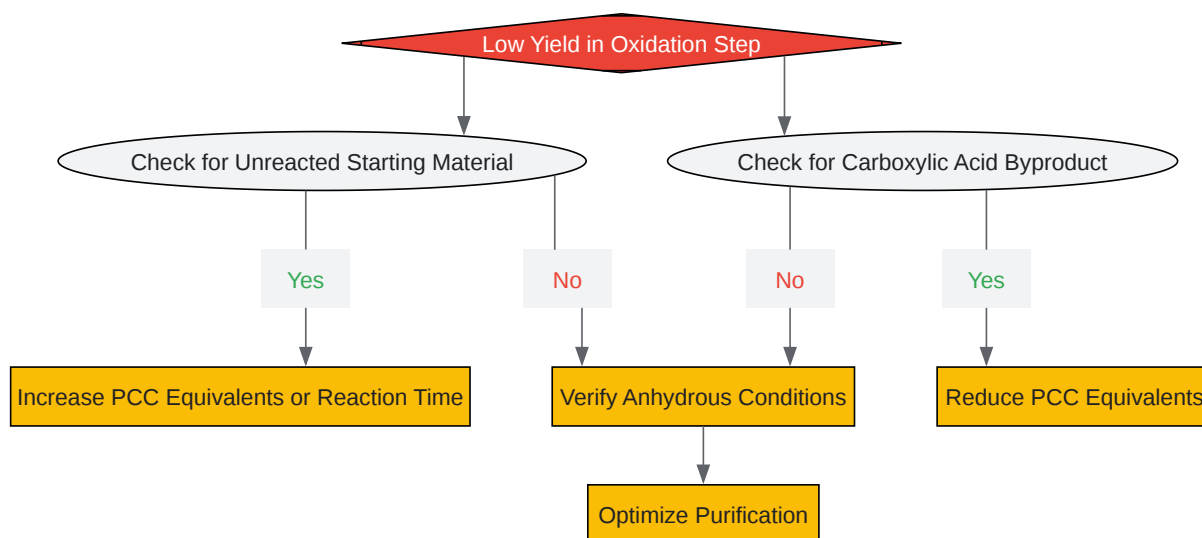 Low Yield in Oxidation Step
Check for Unreacted Starting Material
Check for Carboxylic Acid Byproduct
Yes
No
No
Yes
Increase PCC Equivalents or Reaction Time
Verify Anhydrous Conditions
Reduce PCC Equivalents
Optimize Purification